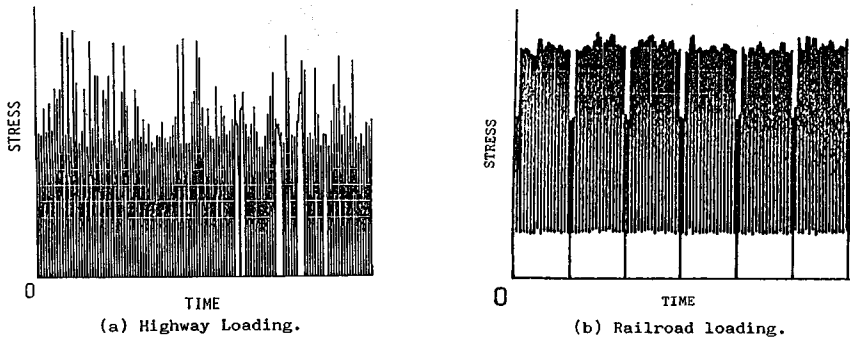 STRESS
0
TIME
(a) Highway Loading.
STRESS
0
TIME
(b) Railroad loading.